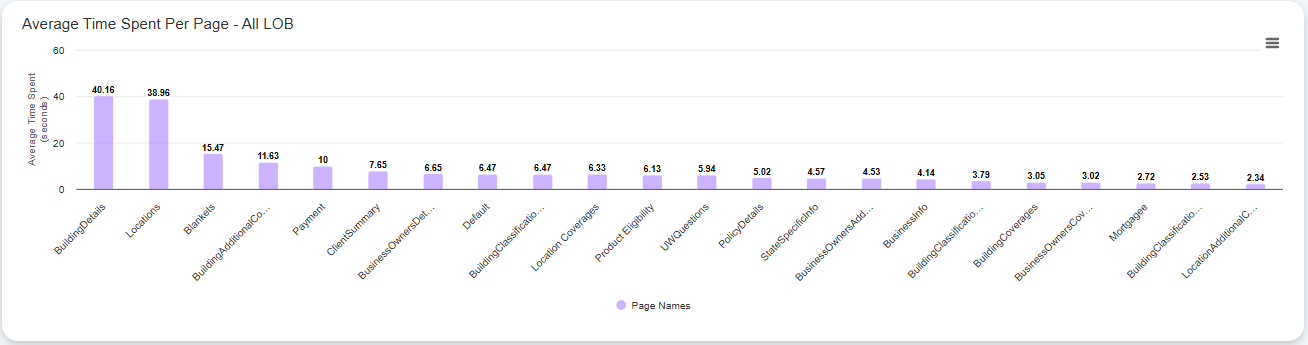 Average Time Spent Per Page - All LOB
60
40
20
0
Average Time Spent
(seconds)
40.16
38.96
15.47
11.63
10
7.65
6.65
6.47
6.47
6.33
6.13
5.94
5.02
4.57
4.53
4.14
3.79
3.05
3.02
2.72
2.53
2.34
BuildingDetails
Locations
Blankets
BuildingAdditionalCo...
Payment
ClientSummary
BusinessOwnersDet...
Default
BuildingClassificatio...
Location Coverages
Product Eligibility
UWQuestions
PolicyDetails
StateSpecificInfo
BusinessOwnersAdd...
BusinessInfo
BuildingClassificatio...
BuildingCoverages
BusinessOwnersCov...
Mortgagee
BuildingClassificatio...
LocationAdditionalC...
Page Names